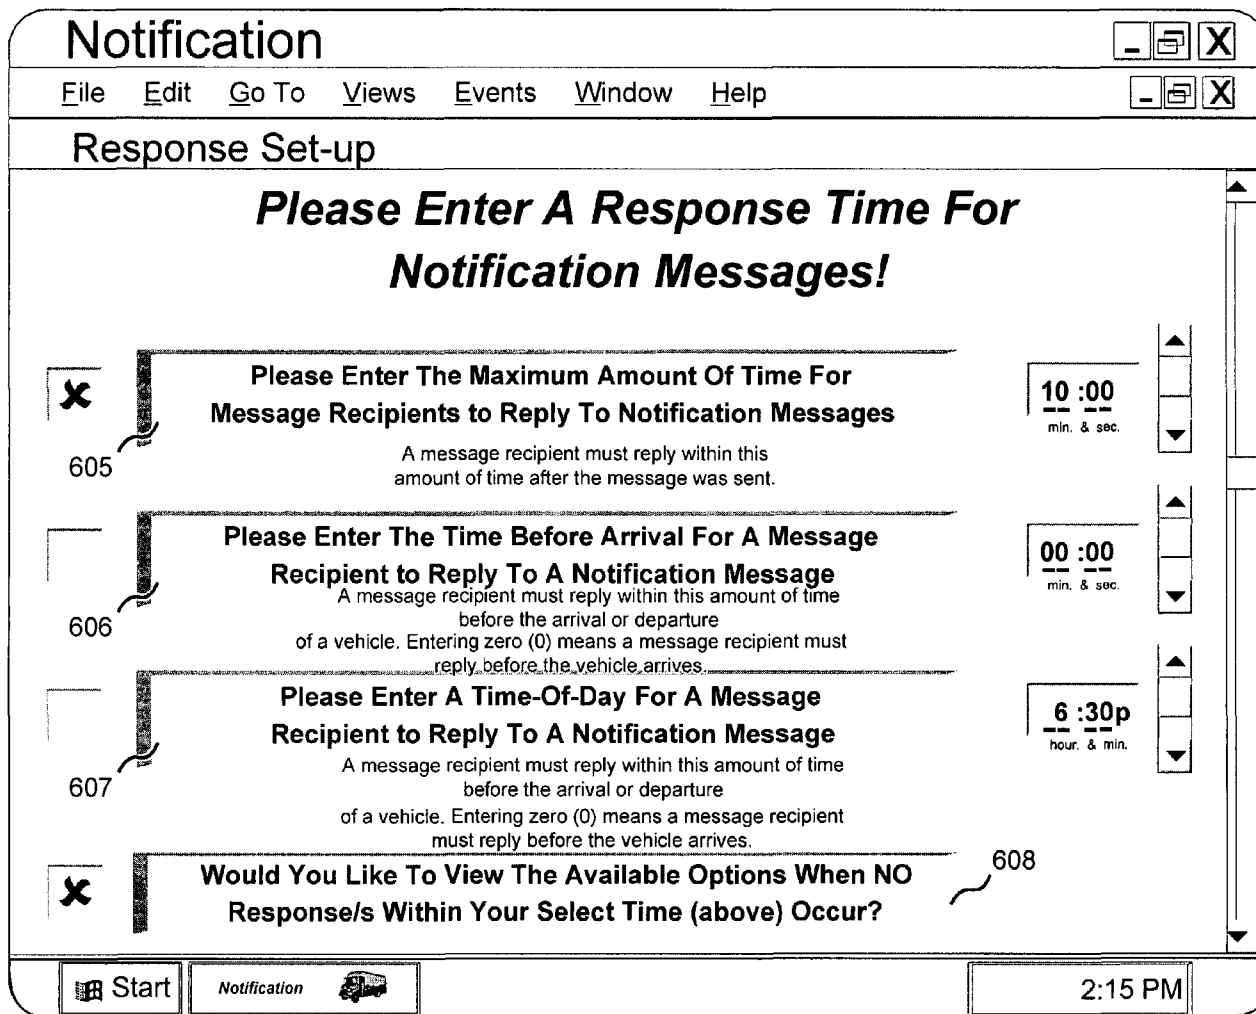 Notification
File Edit Go To Views Events Window Help
Response Set-up
Please Enter A Response Time For
Notification Messages!
Please Enter The Maximum Amount Of Time For
Message Recipients to Reply To Notification Messages
A message recipient must reply within this
amount of time after the message was sent.
10 :00
min. & sec.
605
Please Enter The Time Before Arrival For A Message
Recipient to Reply To A Notification Message
A message recipient must reply within this amount of time
before the arrival or departure
of a vehicle. Entering zero (0) means a message recipient must
reply before the vehicle arrives.
00 :00
min. & sec.
606
Please Enter A Time-Of-Day For A Message
Recipient to Reply To A Notification Message
A message recipient must reply within this amount of time
before the arrival or departure
of a vehicle. Entering zero (0) means a message recipient
must reply before the vehicle arrives.
6 :30p
hour. & min.
607
Would You Like To View The Available Options When NO
Response/s Within Your Select Time (above) Occur?
608
Start
Notification
2:15 PM